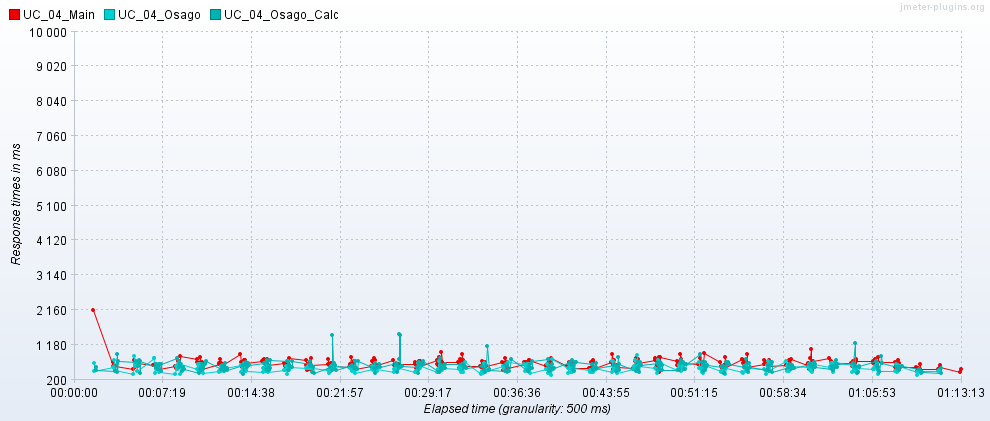 UC_04_Main UC_04_Osago UC_04_Osago_Calc
jmeter-plugins.org
10 000
9 020
8 040
7 060
6 080
5 100
4 120
3 140
2 160
1 180
200
Response times in ms
00:00:00 00:07:19 00:14:38 00:21:57 00:29:17 00:36:36 00:43:55 00:51:15 00:58:34 01:05:53 01:13:13
Elapsed time (granularity: 500 ms)